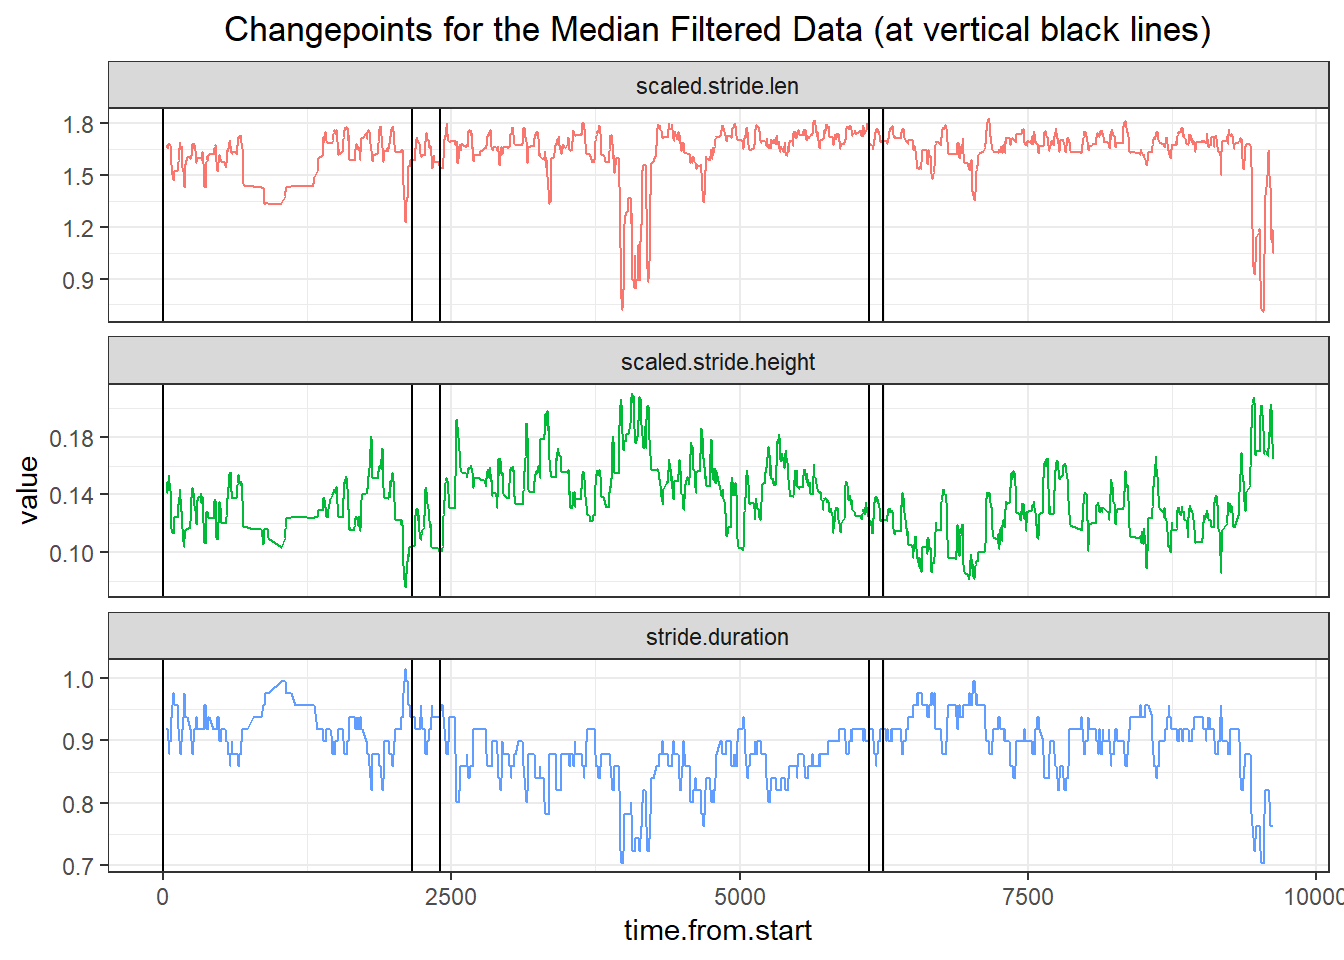 Changepoints for the Median Filtered Data (at vertical black lines)
scaled.stride.len
1.8
1.5
1.2
0.9
scaled.stride.height
0.18
0.14
0.10
value
stride.duration
1.0
0.9
0.8
0.7
0 2500 5000 7500 10000
time.from.start